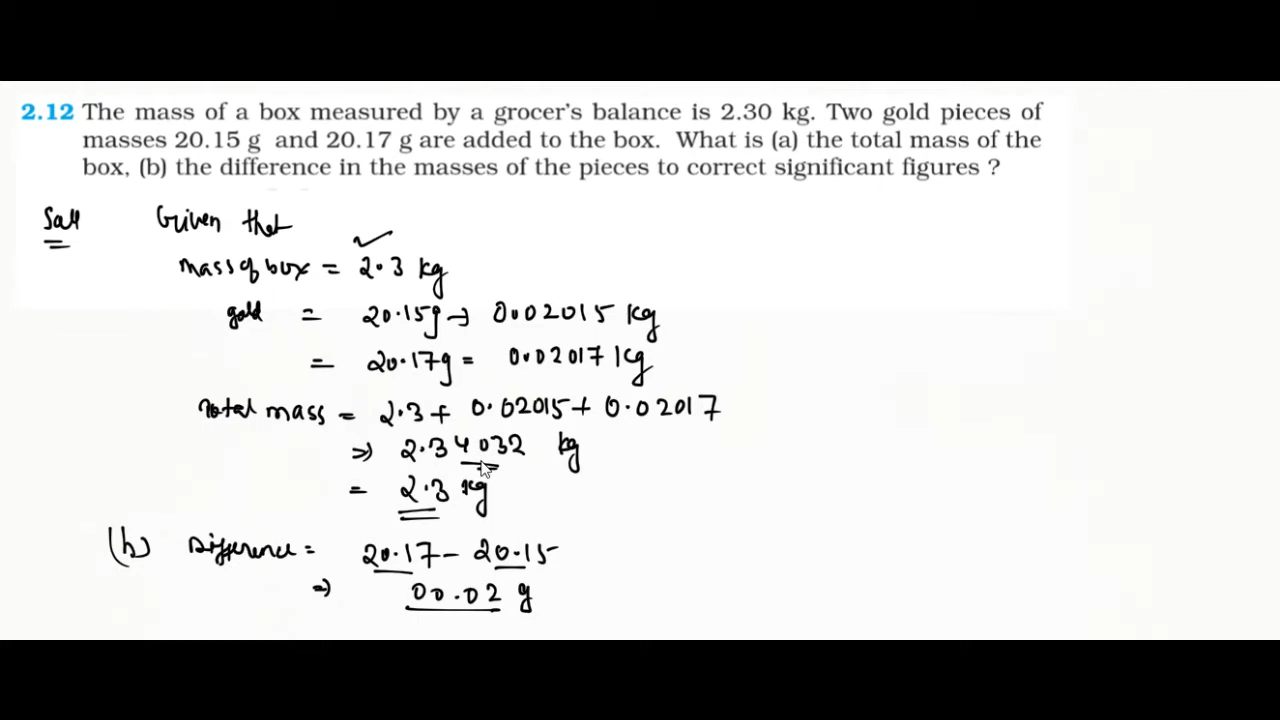 2.12 The mass of a box measured by a grocer's balance is 2.30 kg. Two gold pieces of
masses 20.15 g and 20.17 g are added to the box. What is (a) the total mass of the
box, (b) the difference in the masses of the pieces to correct significant figures ?
Given that
mass of box = 2.3 kg
gold = 20.15g → 0.02015 kg
= 20.17g = 0.02017 kg
Total mass = 2.3 + 0.02015 + 0.02017
⇒ 2.34032 kg
= 2.3 kg
(b) Difference = 20.17 - 20.15
⇒ 00.02 g